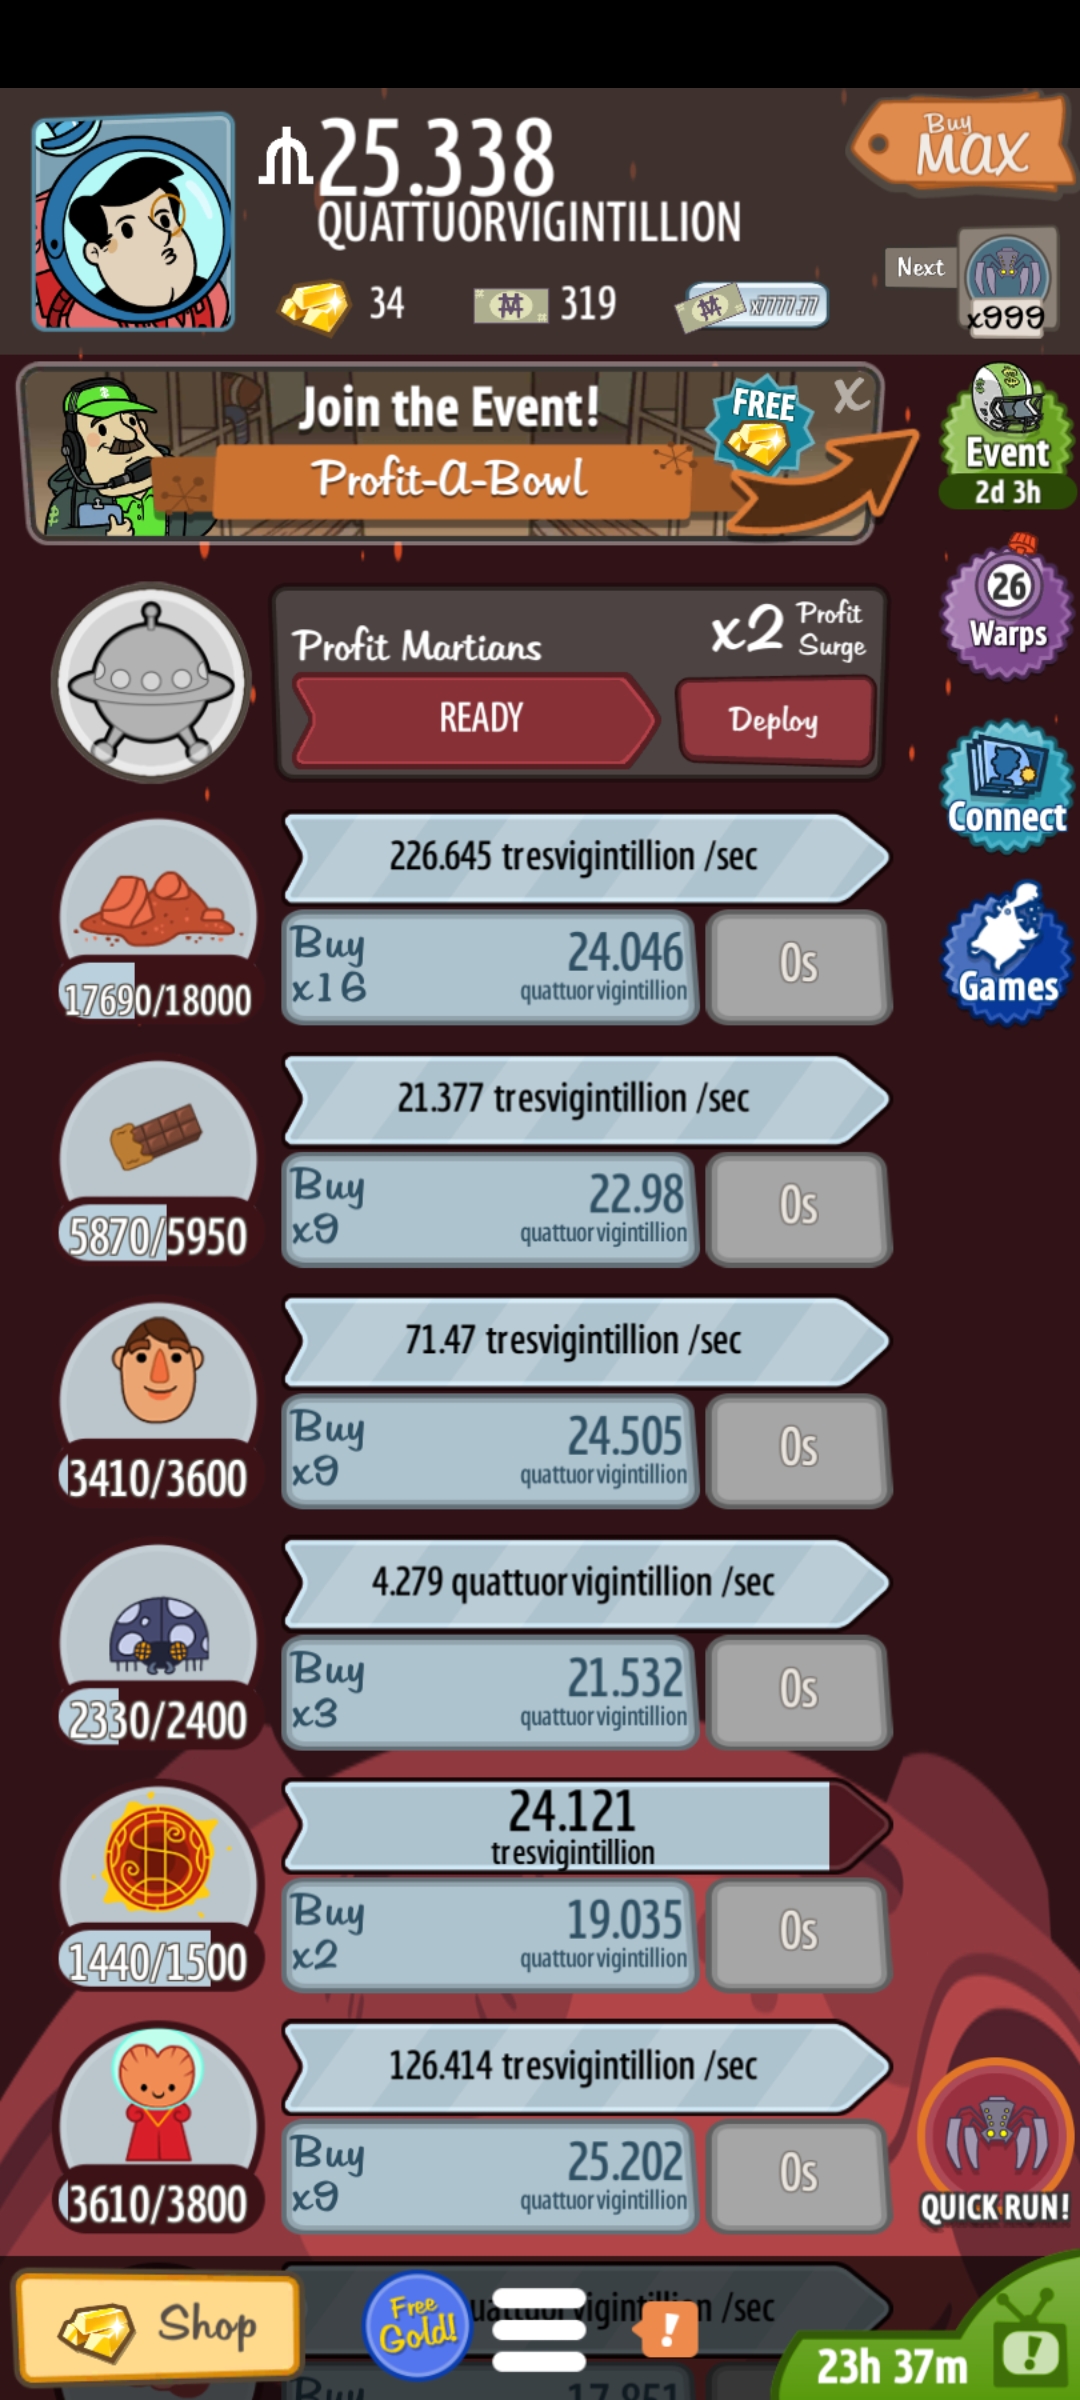 25.338
Buy
MAX
QUATTUORVIGINTILLION
Next
34
319
x7777.77
x999
Join the Event!
FREE
X
Profit-A-Bowl
Event
2d 3h
Profit Martians
x2 Profit Surge
READY
Deploy
26
Warps
226.645 tresvigintillion /sec
Connect
17690/18000
Buy x16
24.046
quattuorvigintillion
0s
Games
21.377 tresvigintillion /sec
5870/5950
Buy x9
22.98
quattuorvigintillion
0s
71.47 tresvigintillion /sec
3410/3600
Buy x9
24.505
quattuorvigintillion
0s
4.279 quattuorvigintillion /sec
2330/2400
Buy x3
21.532
quattuorvigintillion
0s
24.121
tresvigintillion
1440/1500
Buy x2
19.035
quattuorvigintillion
0s
126.414 tresvigintillion /sec
3610/3800
Buy x9
25.202
quattuorvigintillion
0s
QUICK RUN!
Shop
Free Gold!
/sec
!
23h 37m
!
Buy
17.851